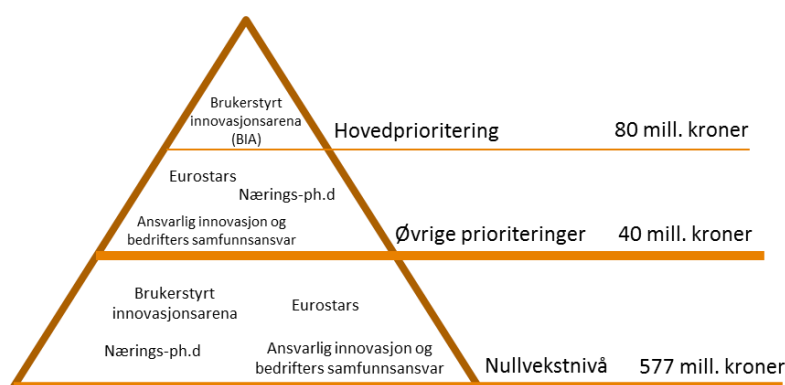 Brukerstyrt
innovasjonsarena
(BIA)
Hovedprioritering 80 mill. kroner
Eurostars
Nærings-ph.d
Ansvarlig innovasjon og
bedrifters samfunnsansvar
Øvrige prioriteringer 40 mill. kroner
Brukerstyrt
innovasjonsarena
Eurostars
Nærings-ph.d
Ansvarlig innovasjon og
bedrifters samfunnsansvar
Nullvekstnivå 577 mill. kroner